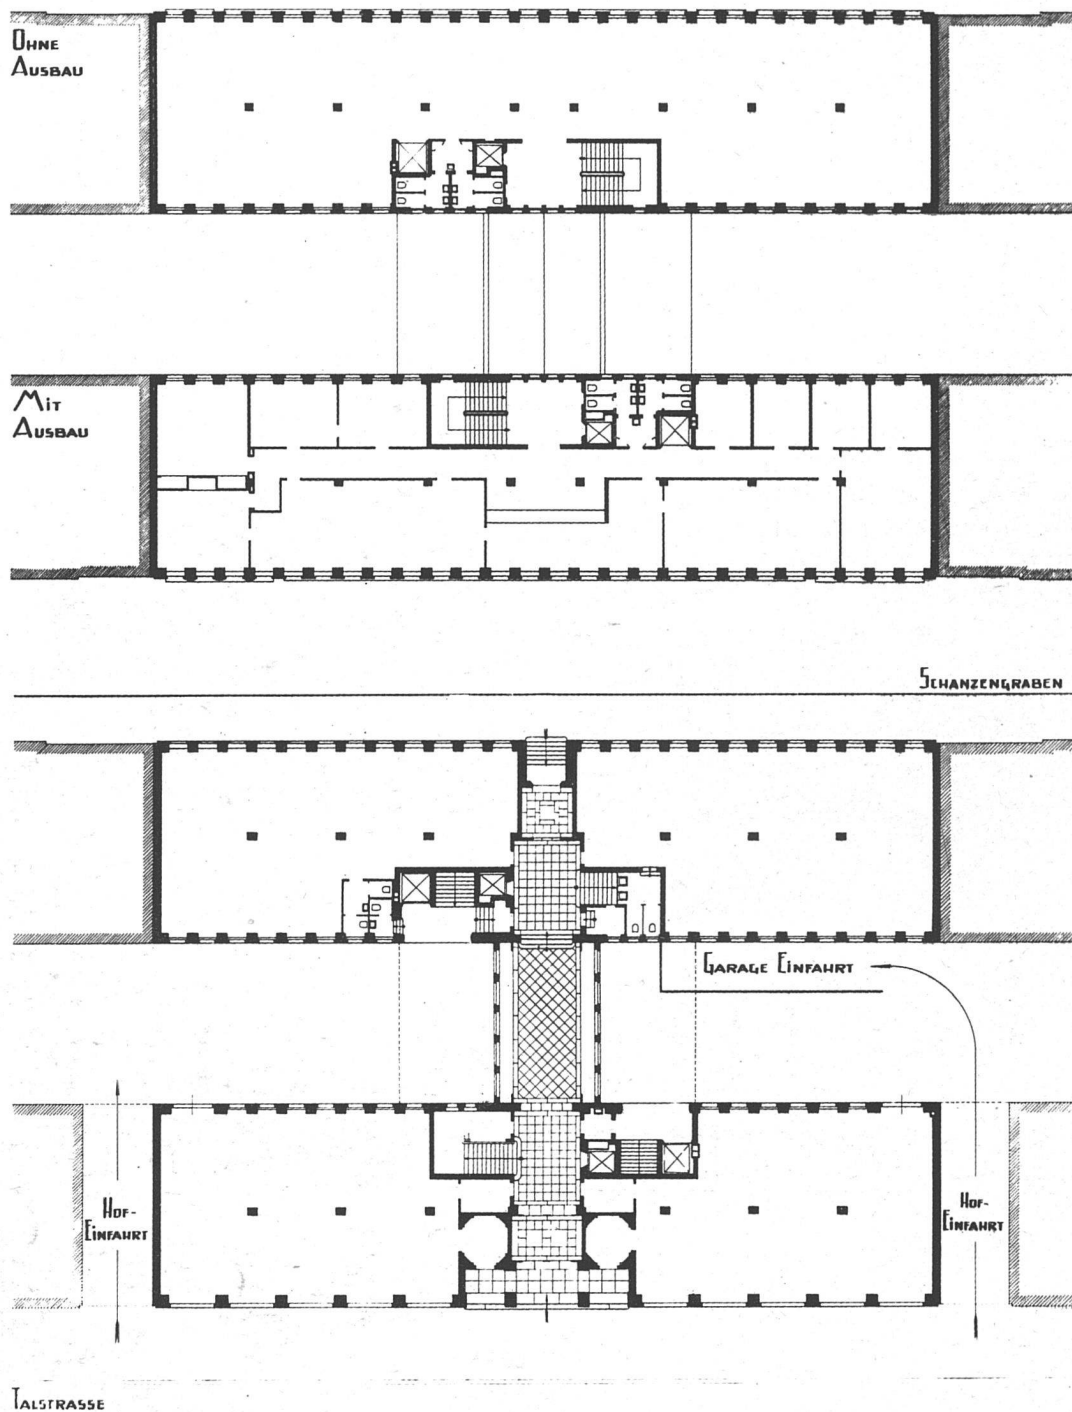 OHNE
AUSBAU
MIT
AUSBAU
SCHANZENGRABEN
GARAGE EINFAHRT
HOF-
EINFAHRT
HOF-
EINFAHRT
TALSTRASSE